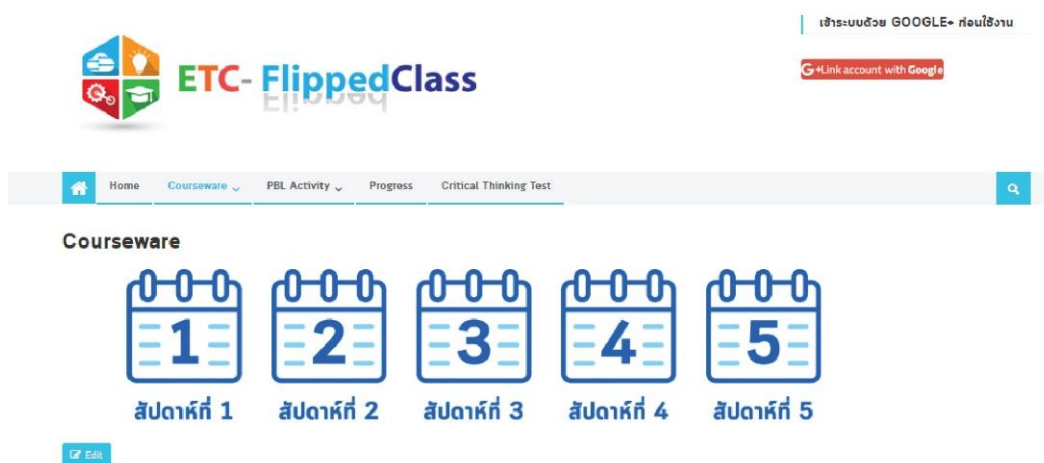 เข้าระบบด้วย GOOGLE+ ก่อนใช้งาน
G+Link account with Google
ETC- FlippedClass
Home Courseware PBL Activity Progress Critical Thinking Test
Courseware
1 2 3 4 5
สัปดาห์ที่ 1 สัปดาห์ที่ 2 สัปดาห์ที่ 3 สัปดาห์ที่ 4 สัปดาห์ที่ 5
Edit